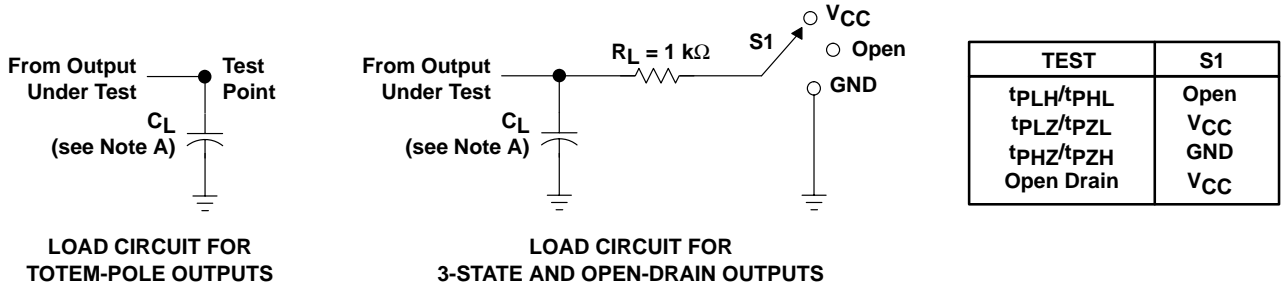 From Output
Under Test
Test
Point
CL
(see Note A)
LOAD CIRCUIT FOR
TOTEM-POLE OUTPUTS
From Output
Under Test
RL = 1 kΩ
S1
VCC
Open
GND
CL
(see Note A)
LOAD CIRCUIT FOR
3-STATE AND OPEN-DRAIN OUTPUTS
TEST S1
tPLH/tPHL Open
tPLZ/tPZL VCC
tPHZ/tPZH GND
Open Drain VCC